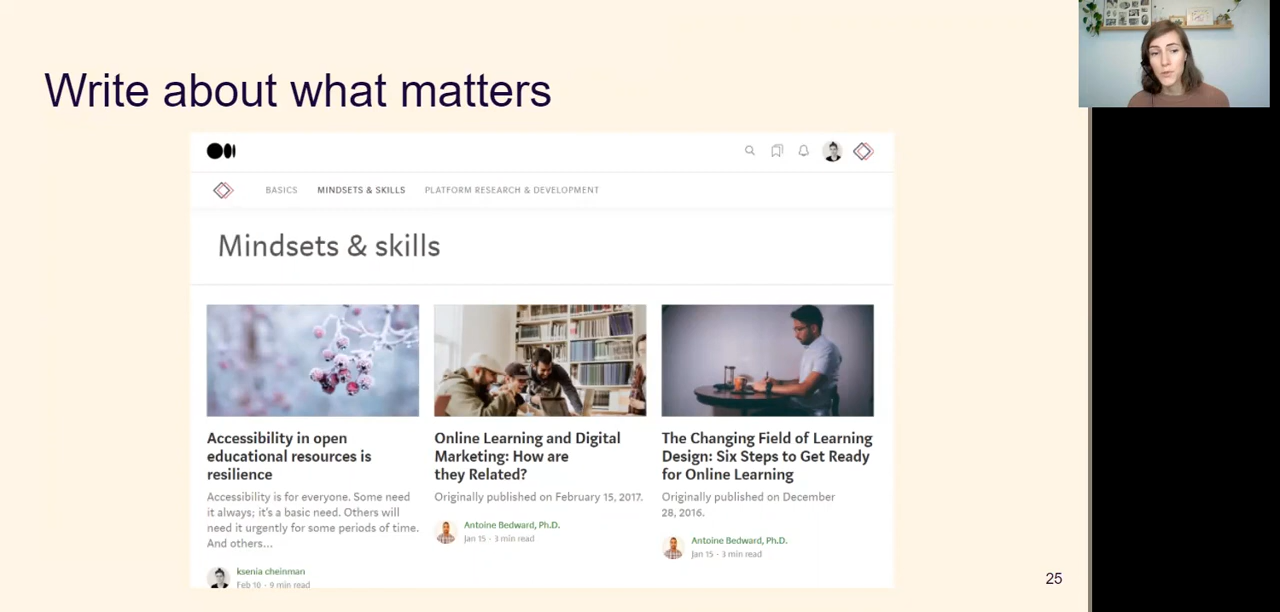 Write about what matters
BASICS MINDSETS & SKILLS PLATFORM RESEARCH & DEVELOPMENT
Mindsets & skills
Accessibility in open
educational resources is
resilience
Accessibility is for everyone. Some need
it always; it's a basic need. Others will
need it urgently for some periods of time.
And others...
ksenia cheinman
Feb 10 - 9 min read
Online Learning and Digital
Marketing: How are
they Related?
Originally published on February 15, 2017.
Antoine Bedward, Ph.D.
Jan 15 - 3 min read
The Changing Field of Learning
Design: Six Steps to Get Ready
for Online Learning
Originally published on December
28, 2016.
Antoine Bedward, Ph.D.
Jan 15 - 3 min read
25